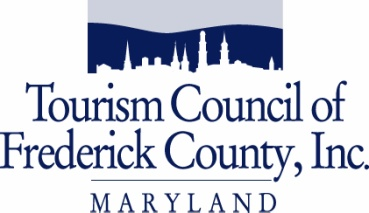 Tourism Council of
Frederick County, Inc.
MARYLAND